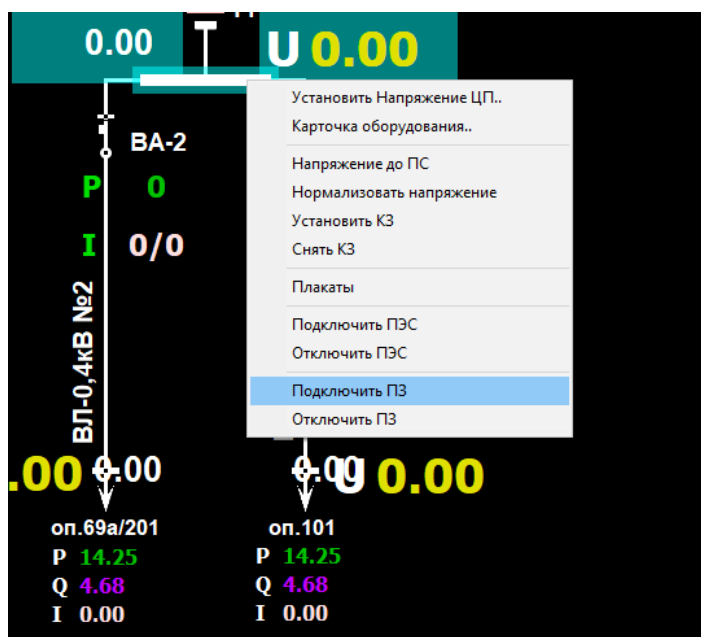 0.00
U 0.00
Установить Напряжение ЦП..
Карточка оборудования..
ВА-2
Напряжение до ПС
P 0
Нормализовать напряжение
Установить КЗ
I 0/0
Снять КЗ
Плакаты
ВЛ-0,4кВ №2
Подключить ПЭС
Отключить ПЭС
Подключить ПЗ
Отключить ПЗ
.00 0.00
0.00 U 0.00
оп.69а/201
оп.101
P 14.25
P 14.25
Q 4.68
Q 4.68
I 0.00
I 0.00